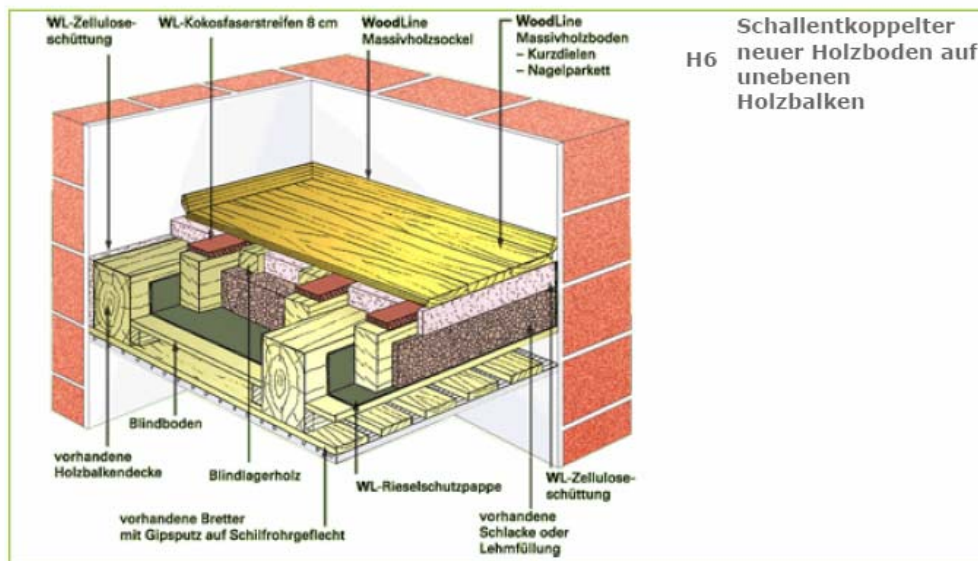 WL-Zellulose-
schüttung
WL-Kokosfaserstreifen 8 cm
WoodLine
Massivholzsockel
WoodLine
Massivholzboden
– Kurzdielen
– Nagelparkett
H6
Schallentkoppelter
neuer Holzboden auf
unebenen
Holzbalken
Blindboden
vorhandene
Holzbalkendecke
Blindlagerholz
WL-Rieselschutzpappe
WL-Zellulose-
schüttung
vorhandene Bretter
mit Gipsputz auf Schilfrohrgeflecht
vorhandene
Schlacke oder
Lehmfüllung